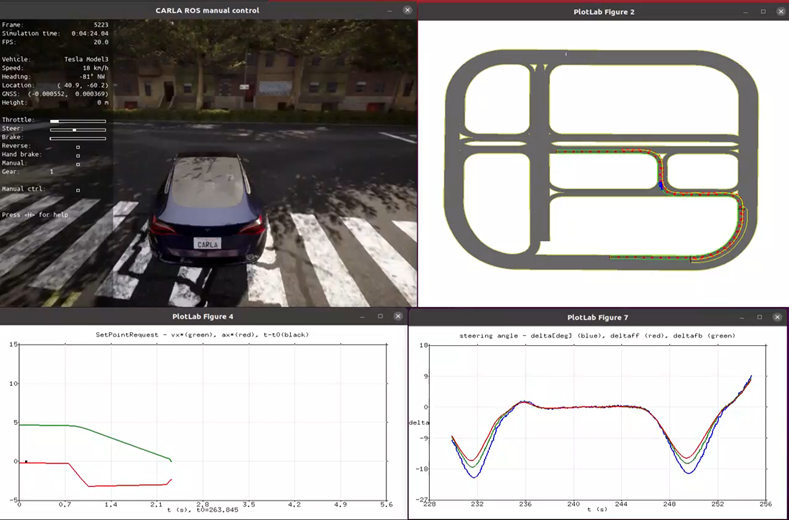 CARLA ROS manual control
Frame: 5223
Simulation time: 0:04:24.04
FPS: 20.0
Vehicle: Tesla Model3
Speed: 18 km/h
Heading: -81° NW
Location: ( 40.9, -60.2)
GNSS: (-0.000552, 0.000369)
Height: 0 m
Throttle:
Steer:
Brake:
Reverse:
Hand brake:
Manual:
Gear: 1
Manual ctrl:
Press <H> for help
CARLA
PlotLab Figure 2
PlotLab Figure 4
SetPointRequest - vx*(green), ax*(red), t-t0(black)
15
10
5
0
-5
0 0.7 1.4 2.1 2.8 3.5 4.2 4.9 5.6
t (s), t0=263.845
PlotLab Figure 7
steering angle - delta[deg] (blue), deltaff (red), deltafb (green)
18
9
0
delta
-9
-18
-27
228 232 236 240 244 248 252 256
t (s)